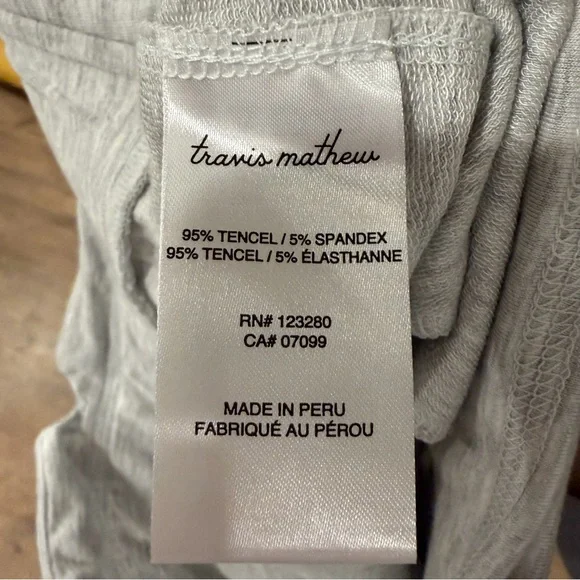 travis mathew
95% TENCEL / 5% SPANDEX
95% TENCEL / 5% ÉLASTHANNE
RN# 123280
CA# 07099
MADE IN PERU
FABRIQUÉ AU PÉROU